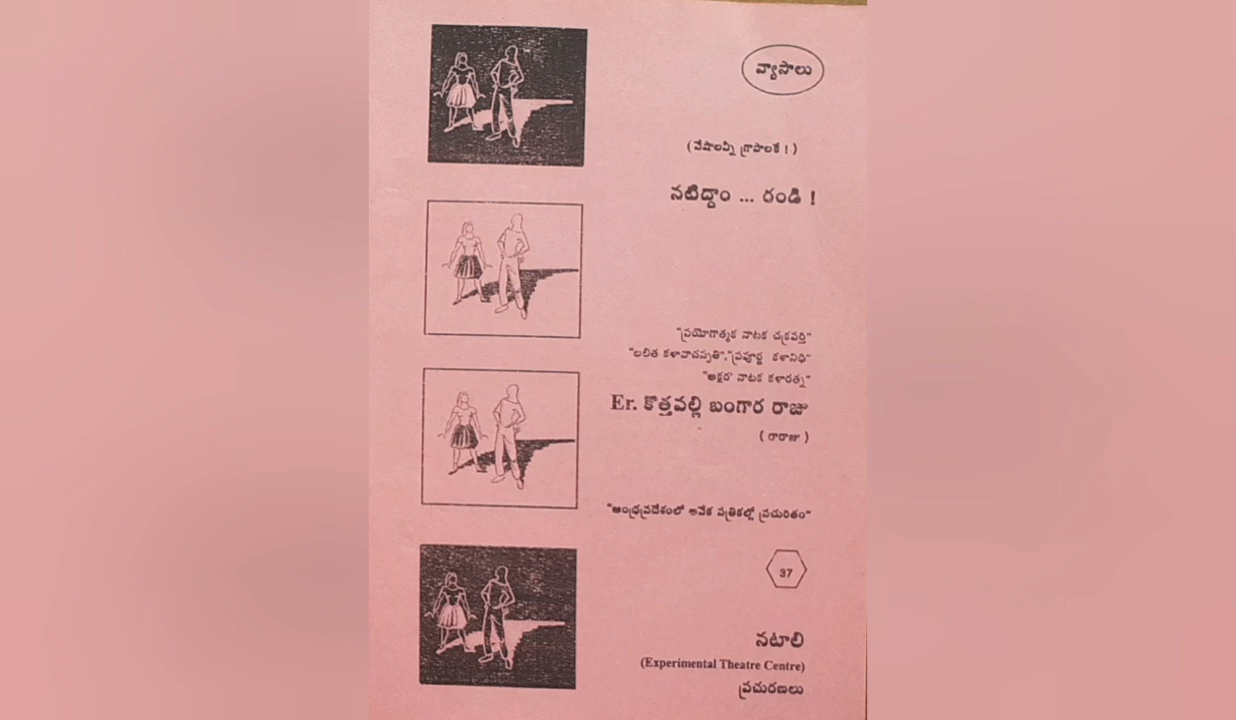 వ్యాసాలు
(వేషాలన్నీ గ్రాపాలకే ! )
నటిద్దాం ... రండి !
"ప్రయోగాత్మక నాటక చక్రవర్తి"
"లలిత కళావాచస్పతి","ప్రపూర్ణ కళానిధి"
"అక్షర' నాటక కళారత్న"
Er. కొత్తవల్లి బంగార రాజు
( రారాజు )
"ఆంధ్రప్రదేశంలో అనేక పత్రికల్లో ప్రచురితం"
37
నటాలి
(Experimental Theatre Centre)
ప్రచురణలు